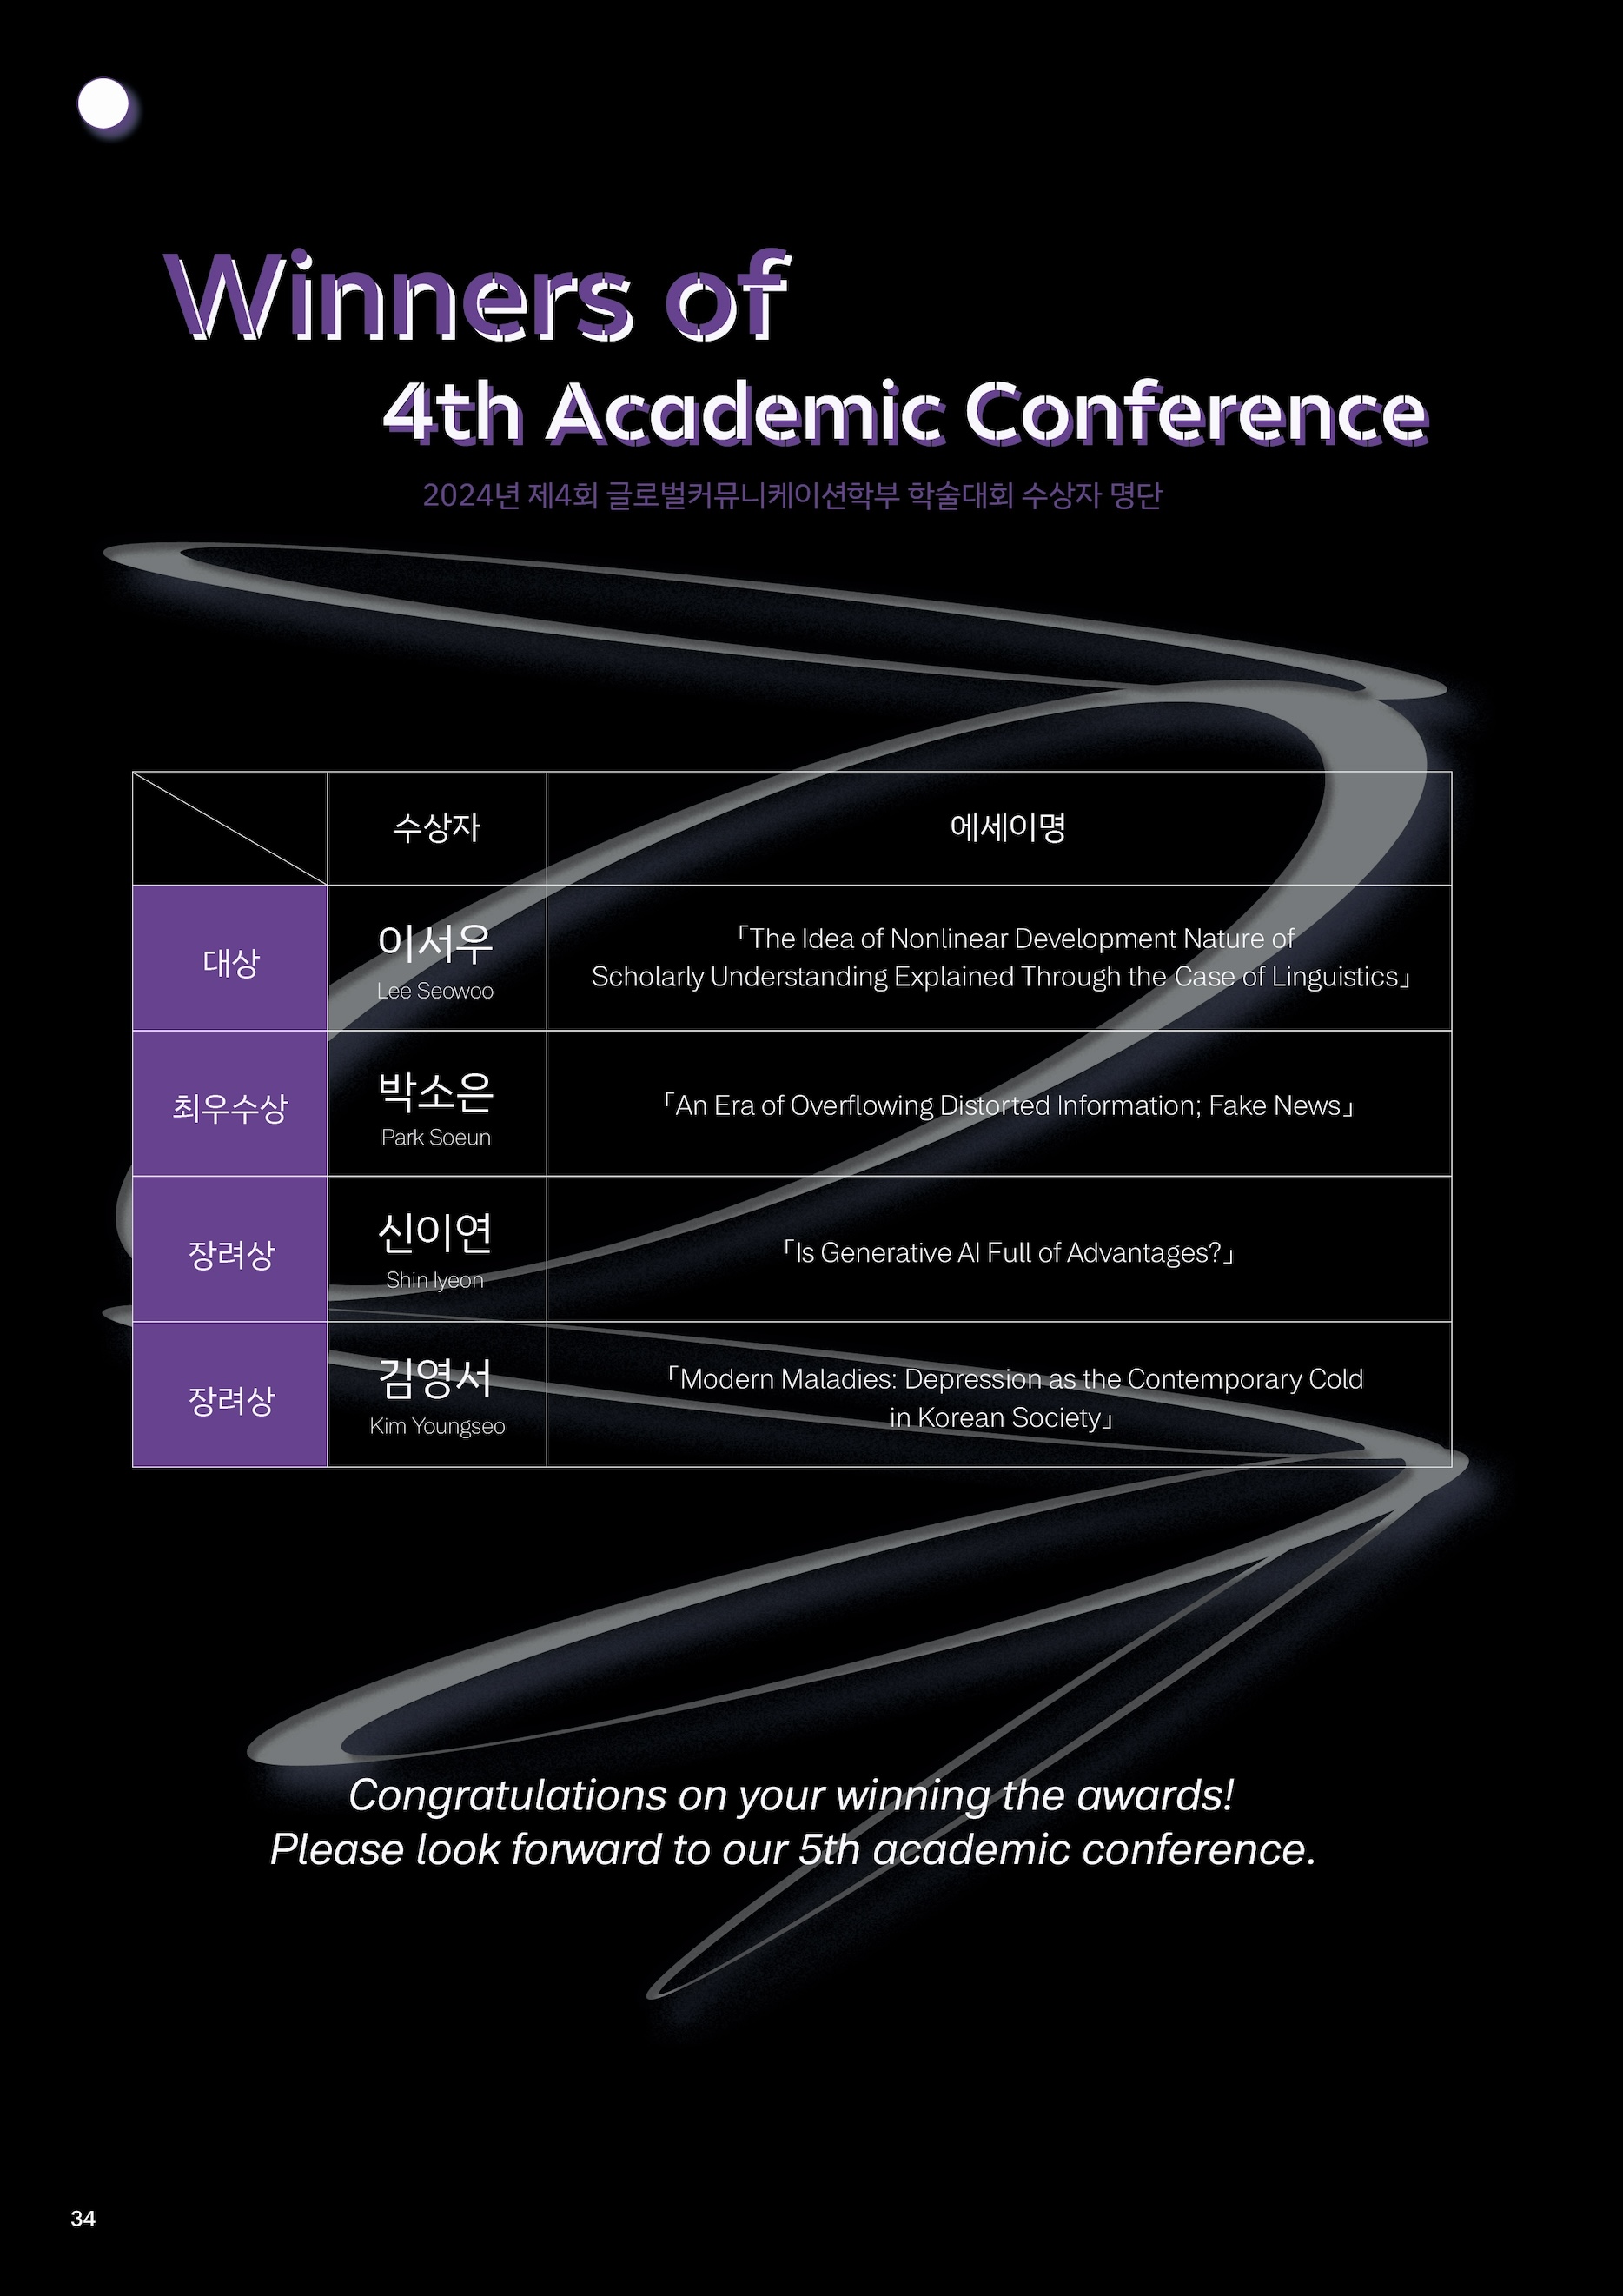 Winners of
4th Academic Conference
2024년 제4회 글로벌커뮤니케이션학부 학술대회 수상자 명단
수상자
에세이명
대상
이서우
Lee Seowoo
「The Idea of Nonlinear Development Nature of
Scholarly Understanding Explained Through the Case of Linguistics」
최우수상
박소은
Park Soeun
「An Era of Overflowing Distorted Information; Fake News」
장려상
신이연
Shin Iyeon
「Is Generative AI Full of Advantages?」
장려상
김영서
Kim Youngseo
「Modern Maladies: Depression as the Contemporary Cold
in Korean Society」
Congratulations on your winning the awards!
Please look forward to our 5th academic conference.
34